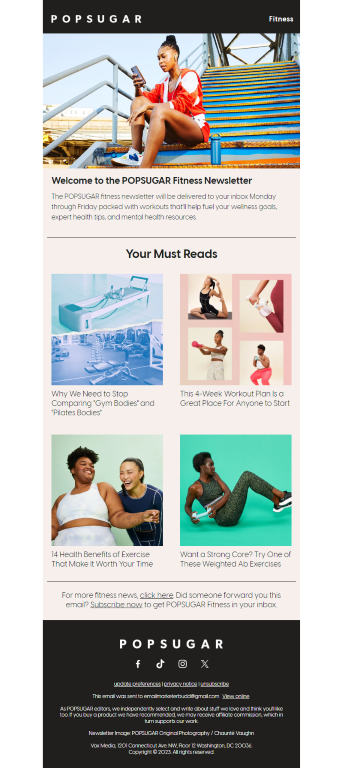 POPSUGAR
Fitness
Welcome to the POPSUGAR Fitness Newsletter
The POPSUGAR fitness newsletter will be delivered to your inbox Monday
through Friday packed with workouts that'll help fuel your wellness goals,
expert health tips, and mental health resources.
Your Must Reads
Why We Need to Stop
Comparing "Gym Bodies" and
"Pilates Bodies"
This 4-Week Workout Plan Is a
Great Place For Anyone to Start
14 Health Benefits of Exercise
That Make It Worth Your Time
Want a Strong Core? Try One of
These Weighted Ab Exercises
For more fitness news, click here. Did someone forward you this
email? Subscribe now to get POPSUGAR Fitness in your inbox.
POPSUGAR
update preferences | privacy notice | unsubscribe
This email was sent to emailmarketerbudd@gmail.com View online
As POPSUGAR editors, we independently select and write about stuff we love and think you'll like
too. If you buy a product we have recommended, we may receive affiliate commission, which in
turn supports our work.
Newsletter Image: POPSUGAR Original Photography / Chaunté Vaughn
Vox Media, 1201 Connecticut Ave. NW, Floor 12 Washington, DC 20036.
Copyright © 2023. All rights reserved.